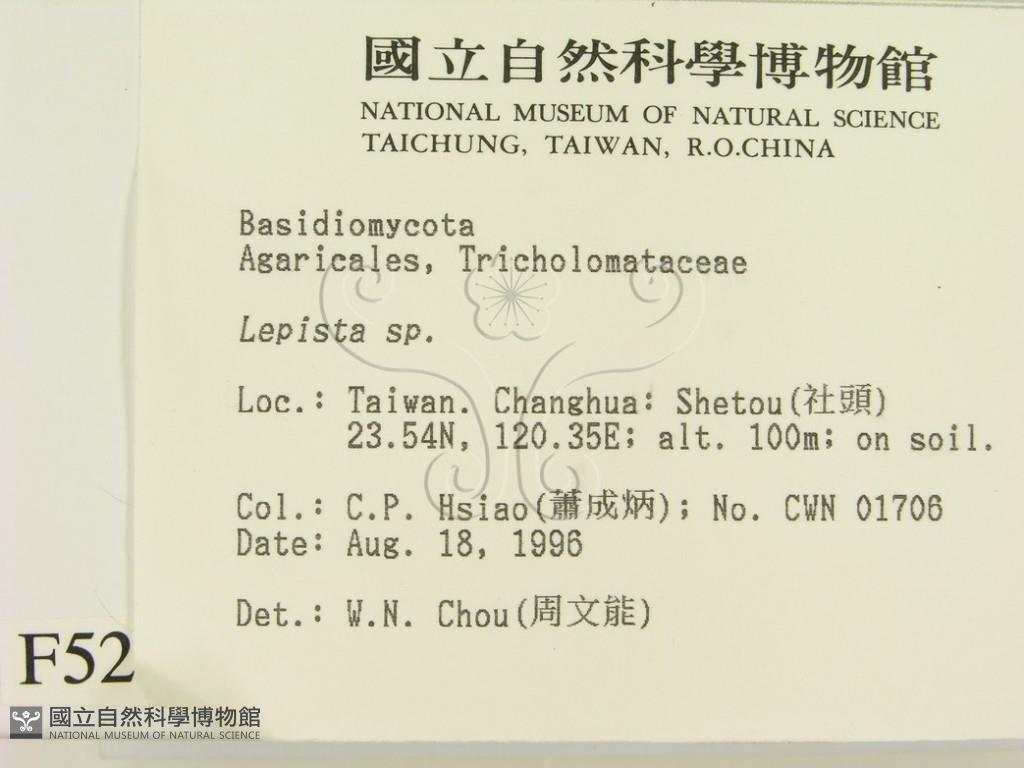 國立自然科學博物館
NATIONAL MUSEUM OF NATURAL SCIENCE
TAICHUNG, TAIWAN, R.O.CHINA
Basidiomycota
Agaricales, Tricholomataceae
Lepista sp.
Loc.: Taiwan. Changhua: Shetou(社頭)
23.54N, 120.35E; alt. 100m; on soil.
Col.: C.P. Hsiao(蕭成炳); No. CWN 01706
Date: Aug. 18, 1996
Det.: W.N. Chou(周文能)
F52
國立自然科學博物館
NATIONAL MUSEUM OF NATURAL SCIENCE